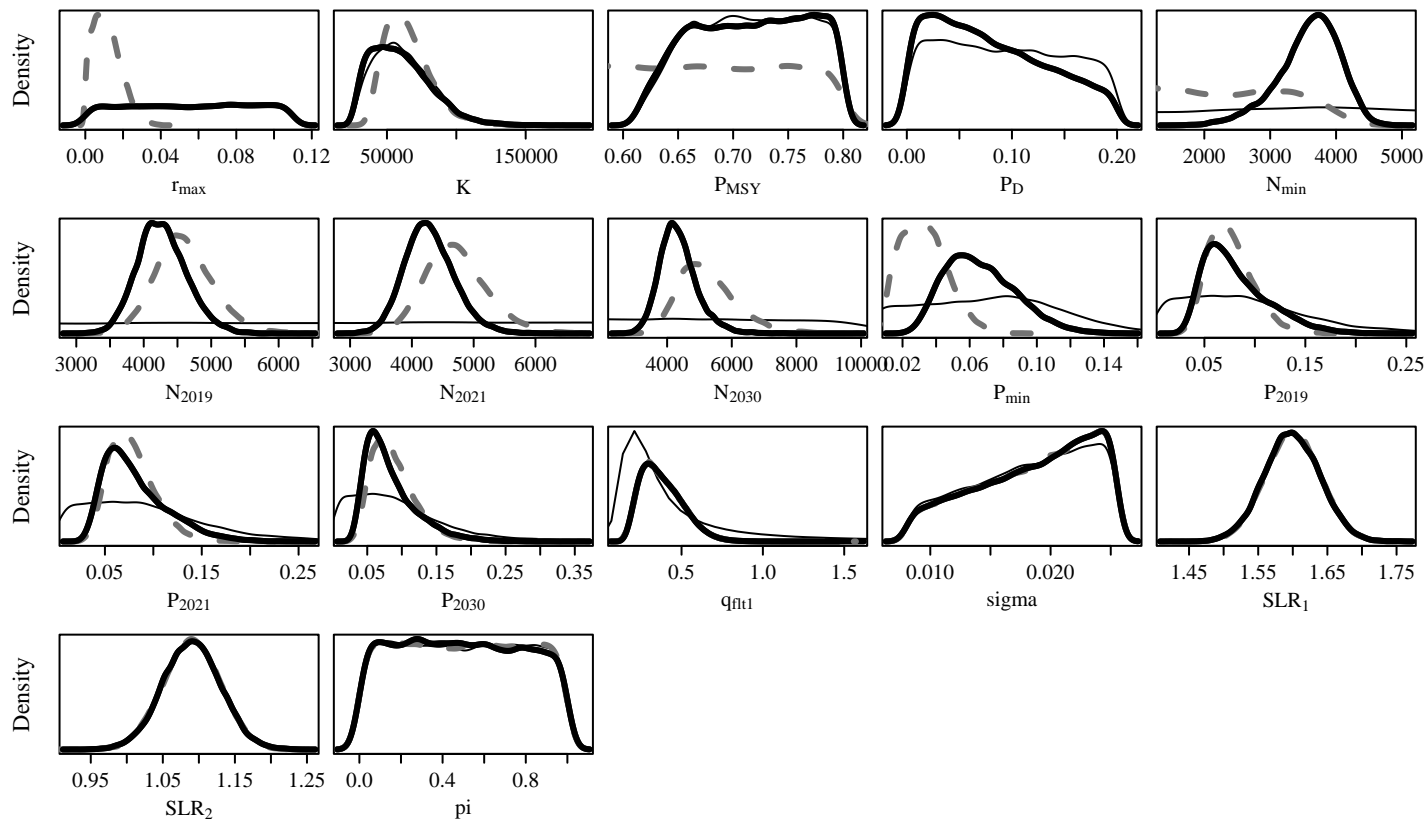 Density
0.00 0.04 0.08 0.12
r_max
50000 150000
K
0.60 0.65 0.70 0.75 0.80
P_MSY
0.00 0.10 0.20
P_D
2000 3000 4000 5000
N_min
Density
3000 4000 5000 6000
N_2019
3000 4000 5000 6000
N_2021
4000 6000 8000 10000
N_2030
0.02 0.06 0.10 0.14
P_min
0.05 0.15 0.25
P_2019
Density
0.05 0.15 0.25
P_2021
0.05 0.15 0.25 0.35
P_2030
0.5 1.0 1.5
q_flt1
0.010 0.020
sigma
1.45 1.55 1.65 1.75
SLR_1
Density
0.95 1.05 1.15 1.25
SLR_2
0.0 0.4 0.8
pi